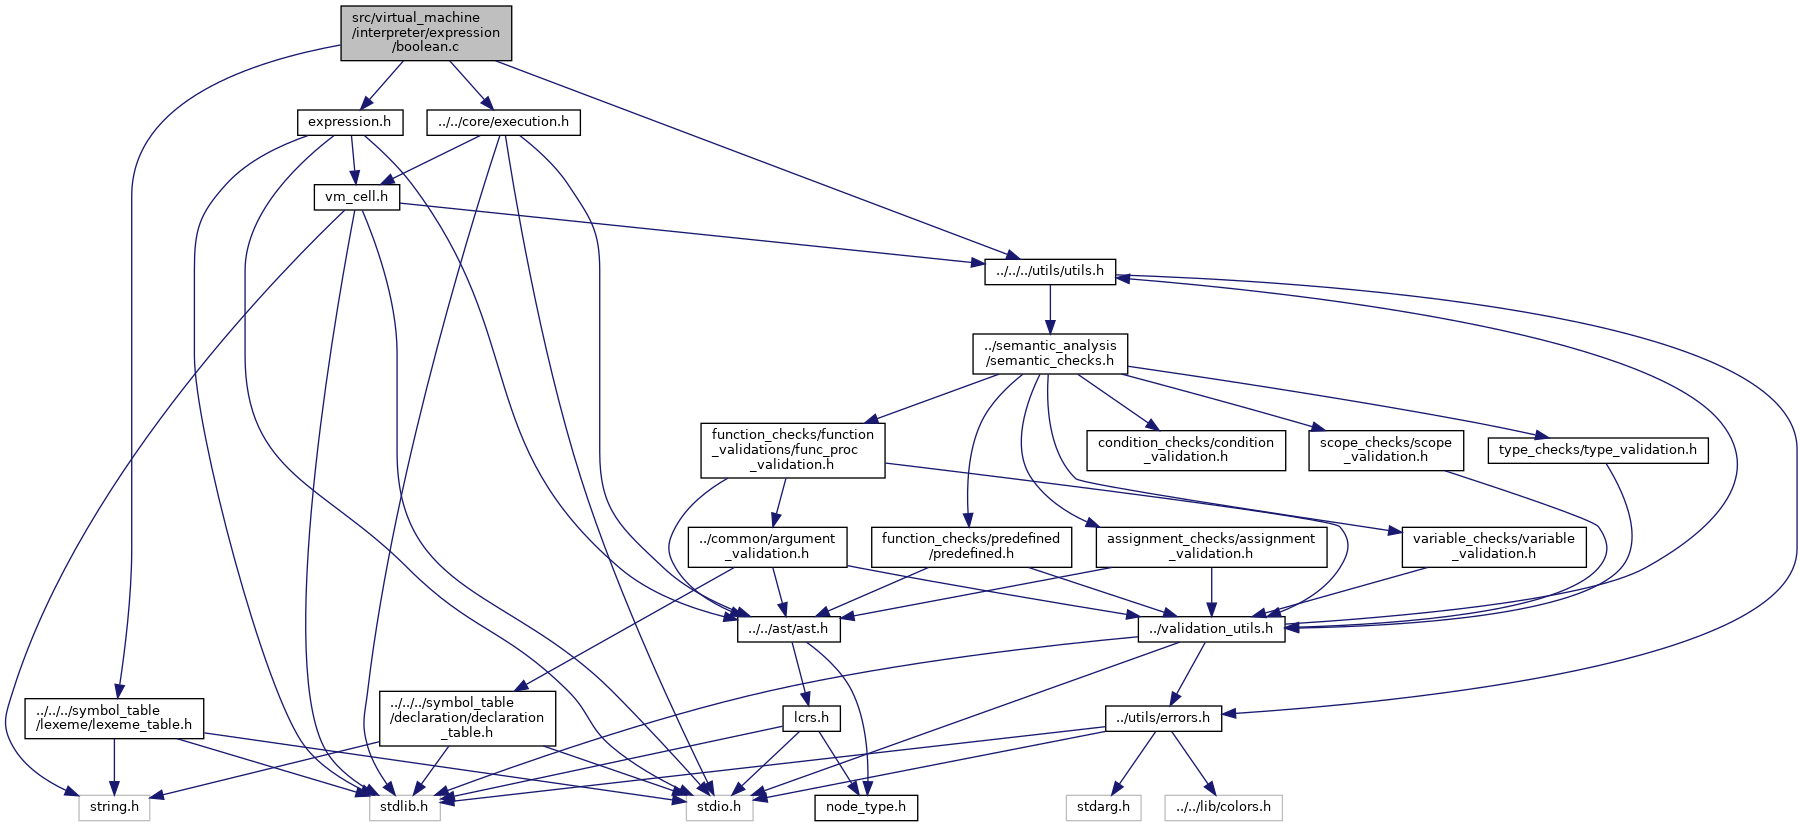 src/virtual_machine
/interpreter/expression
/boolean.c
expression.h
../../core/execution.h
vm_cell.h
../../../utils/utils.h
../semantic_analysis
/semantic_checks.h
function_checks/function
_validations/func_proc
_validation.h
condition_checks/condition
_validation.h
scope_checks/scope
_validation.h
type_checks/type_validation.h
../common/argument
_validation.h
function_checks/predefined
/predefined.h
assignment_checks/assignment
_validation.h
variable_checks/variable
_validation.h
../../ast/ast.h
../validation_utils.h
../../../symbol_table
/lexeme/lexeme_table.h
../../../symbol_table
/declaration/declaration
_table.h
lcrs.h
../utils/errors.h
string.h
stdlib.h
stdio.h
node_type.h
stdarg.h
../../lib/colors.h